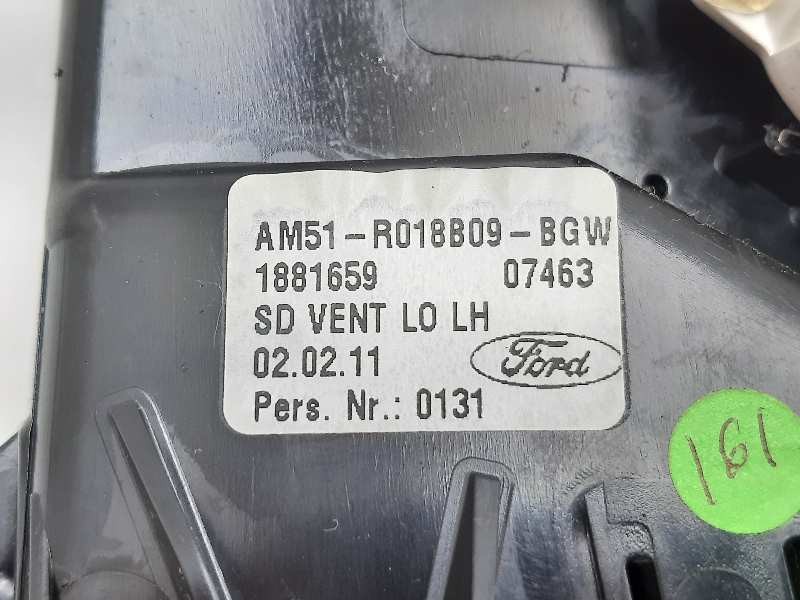 AM51-R018B09-BGW
1881659 07463
SD VENT LO LH
02.02.11 Ford
Pers. Nr.: 0131
161